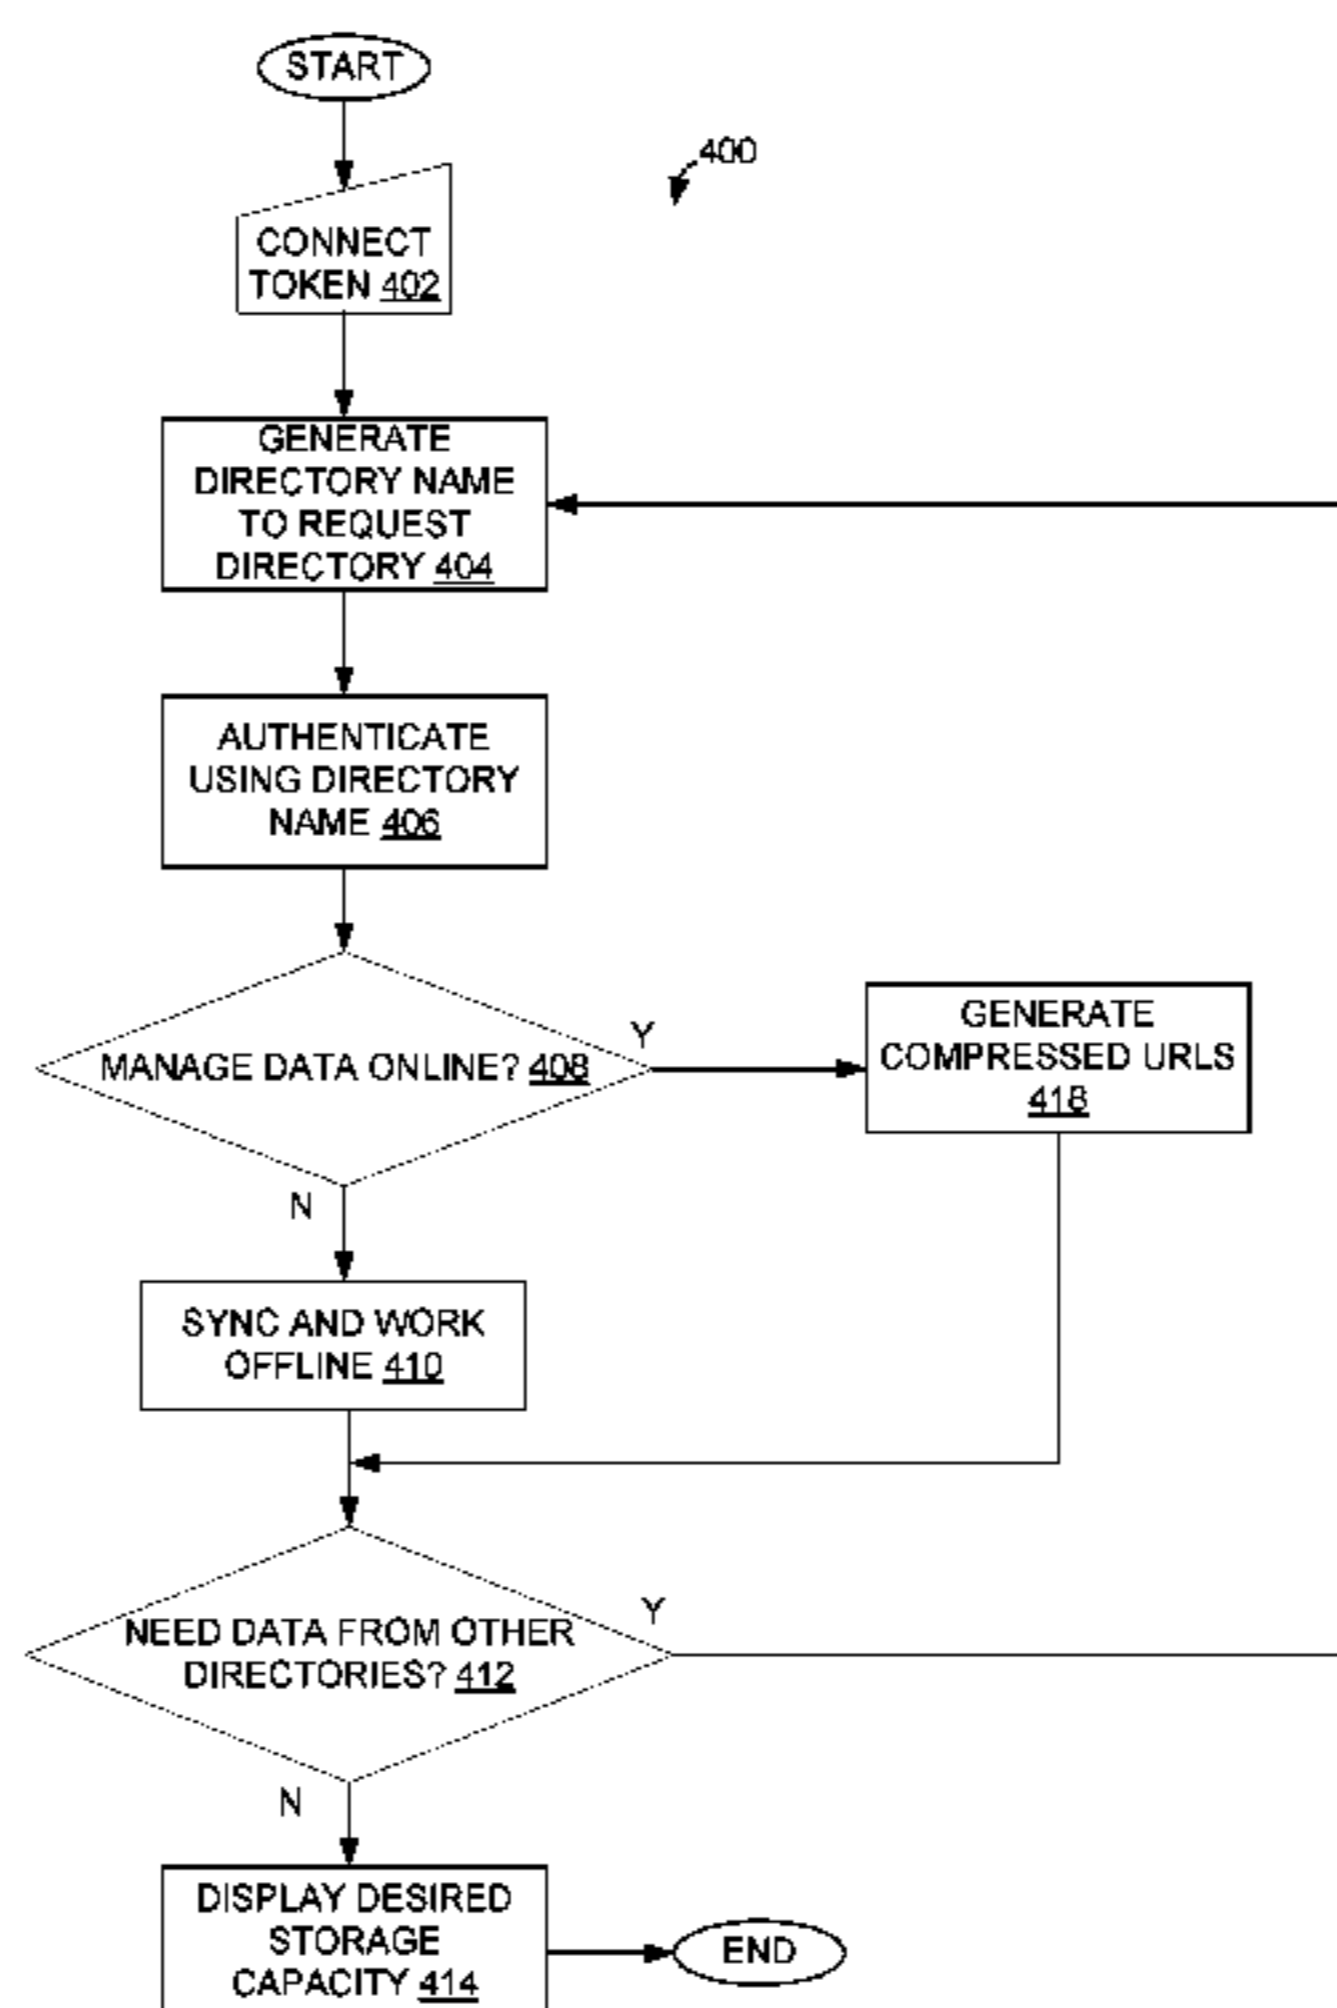 START
400
CONNECT
TOKEN 402
GENERATE
DIRECTORY NAME
TO REQUEST
DIRECTORY 404
AUTHENTICATE
USING DIRECTORY
NAME 406
MANAGE DATA ONLINE? 408
Y
GENERATE
COMPRESSED URLS
418
N
SYNC AND WORK
OFFLINE 410
NEED DATA FROM OTHER
DIRECTORIES? 412
Y
N
DISPLAY DESIRED
STORAGE
CAPACITY 414
END